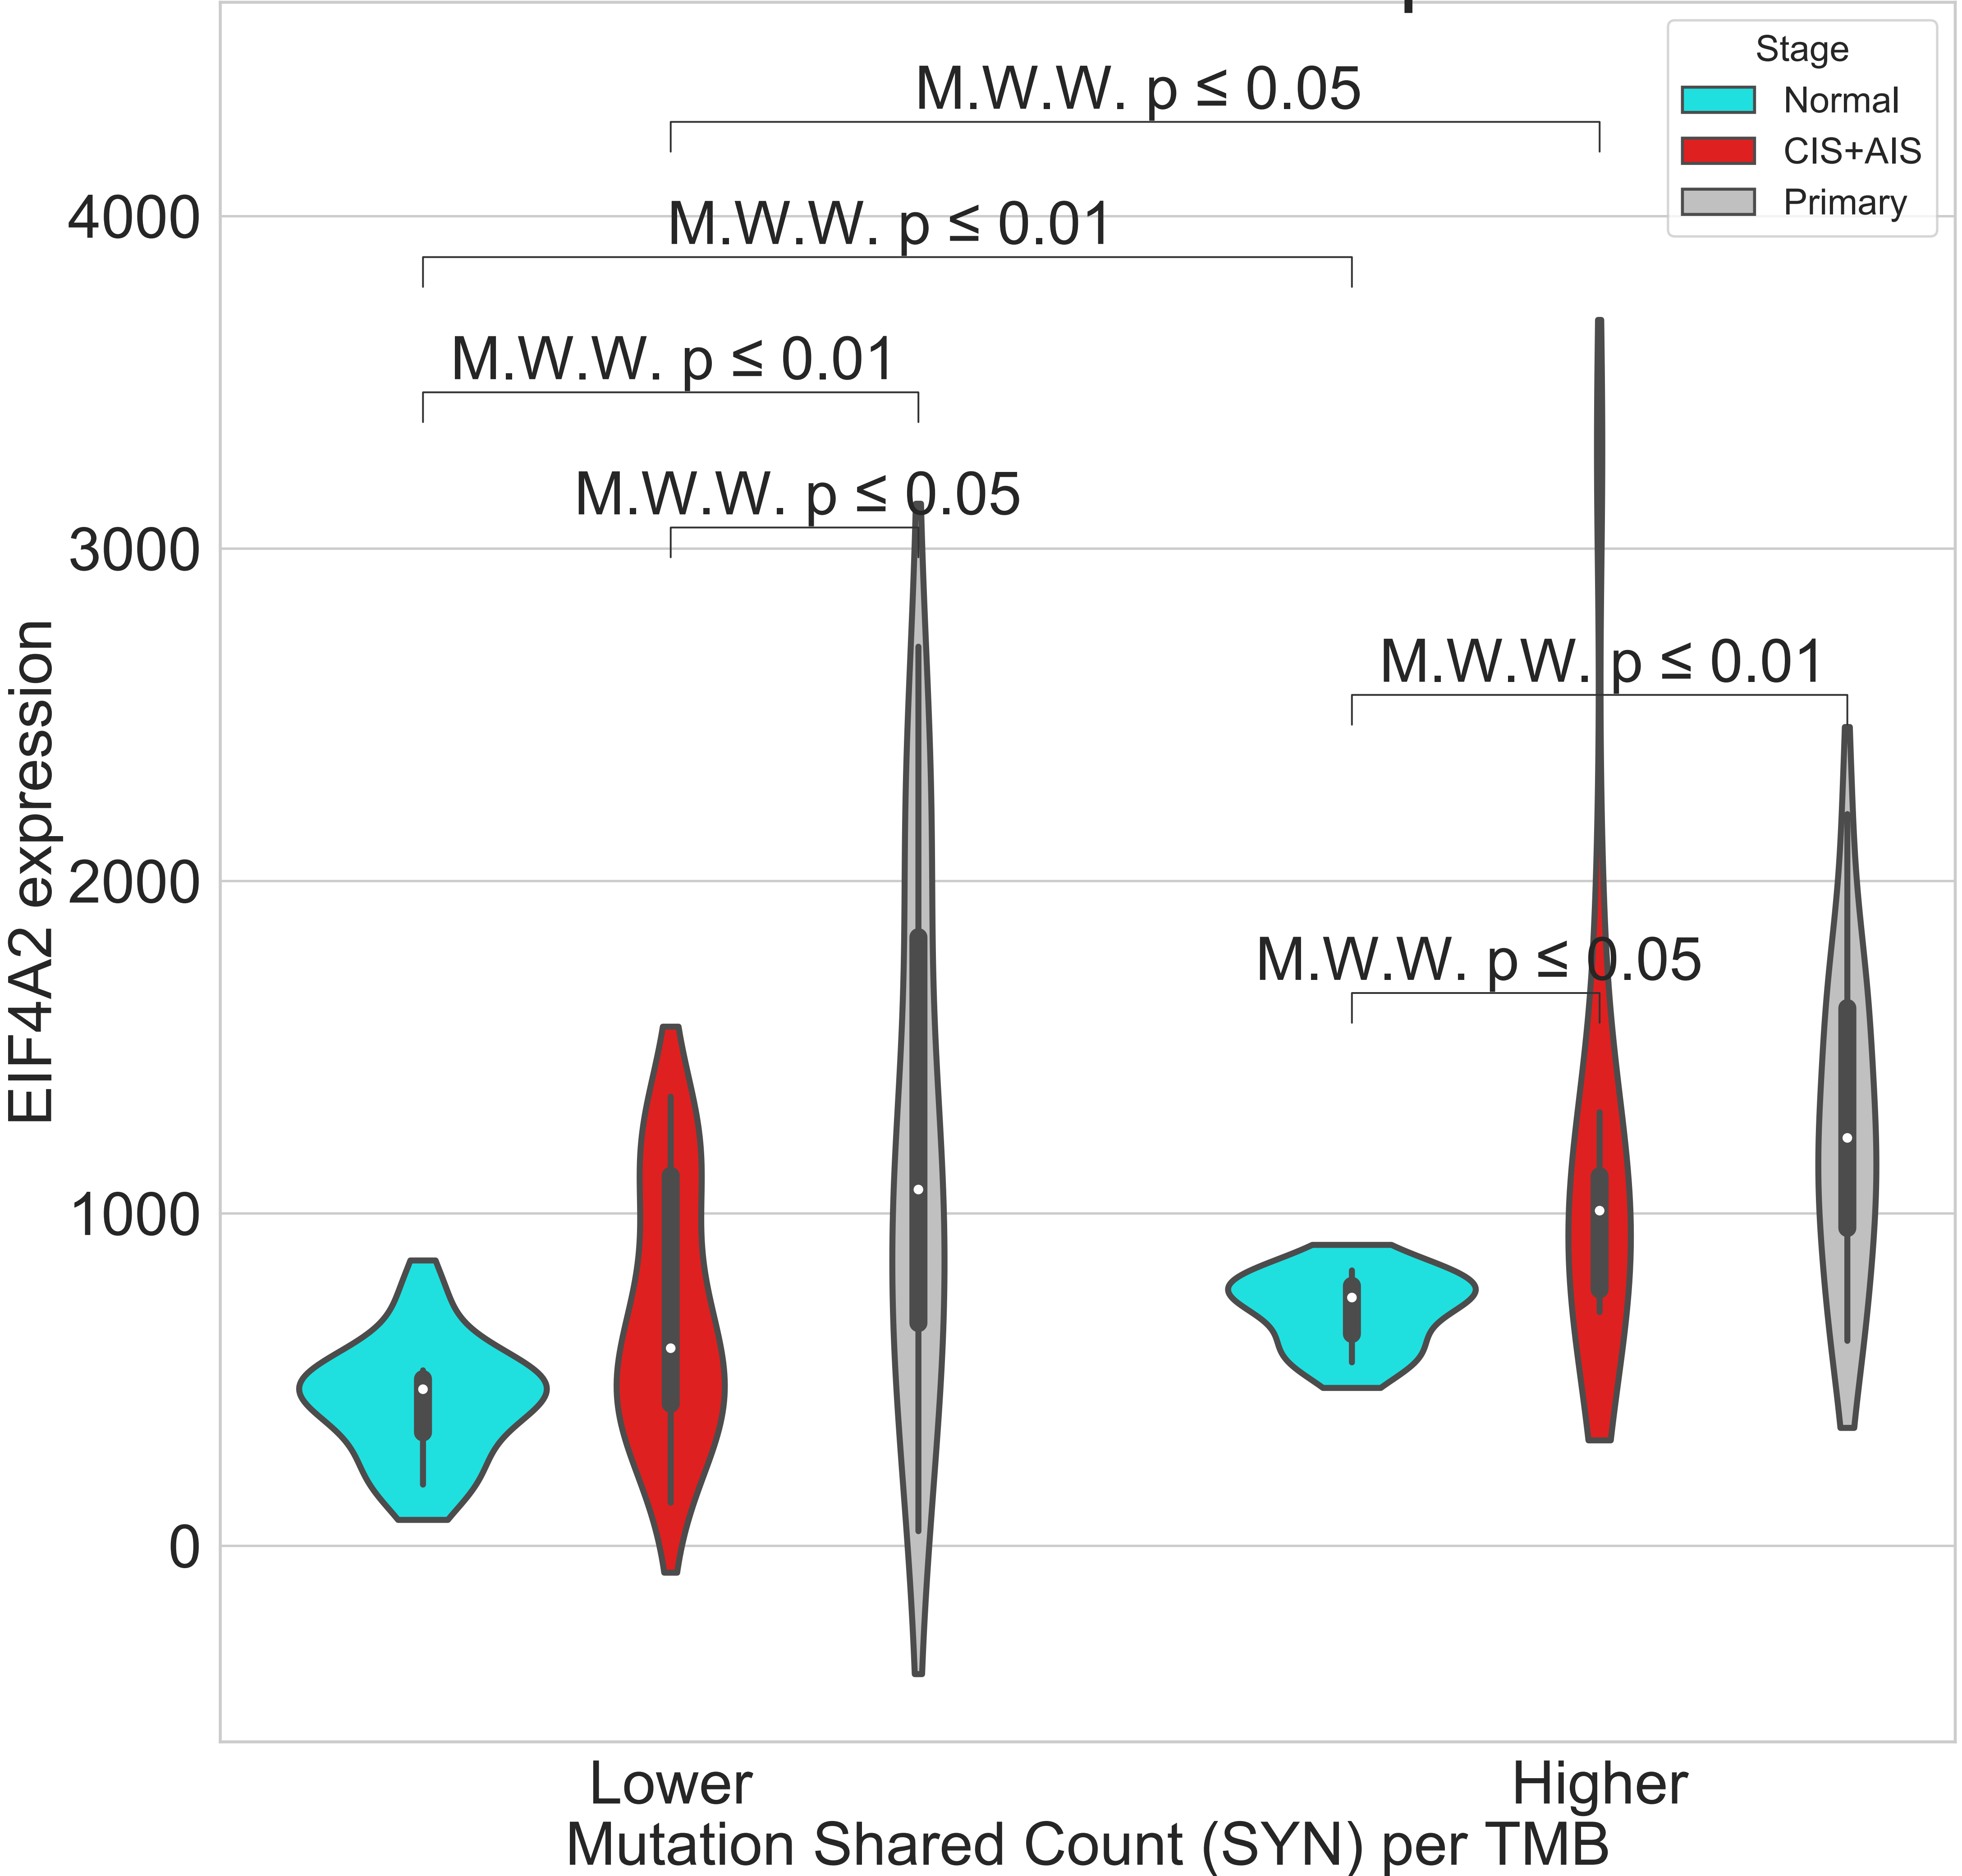 M.W.W. p ≤ 0.05
Stage
Normal
CIS+AIS
Primary
M.W.W. p ≤ 0.01
M.W.W. p ≤ 0.01
M.W.W. p ≤ 0.05
M.W.W. p ≤ 0.01
M.W.W. p ≤ 0.05
4000
3000
2000
1000
0
EIF4A2 expression
Lower
Higher
Mutation Shared Count (SYN) per TMB